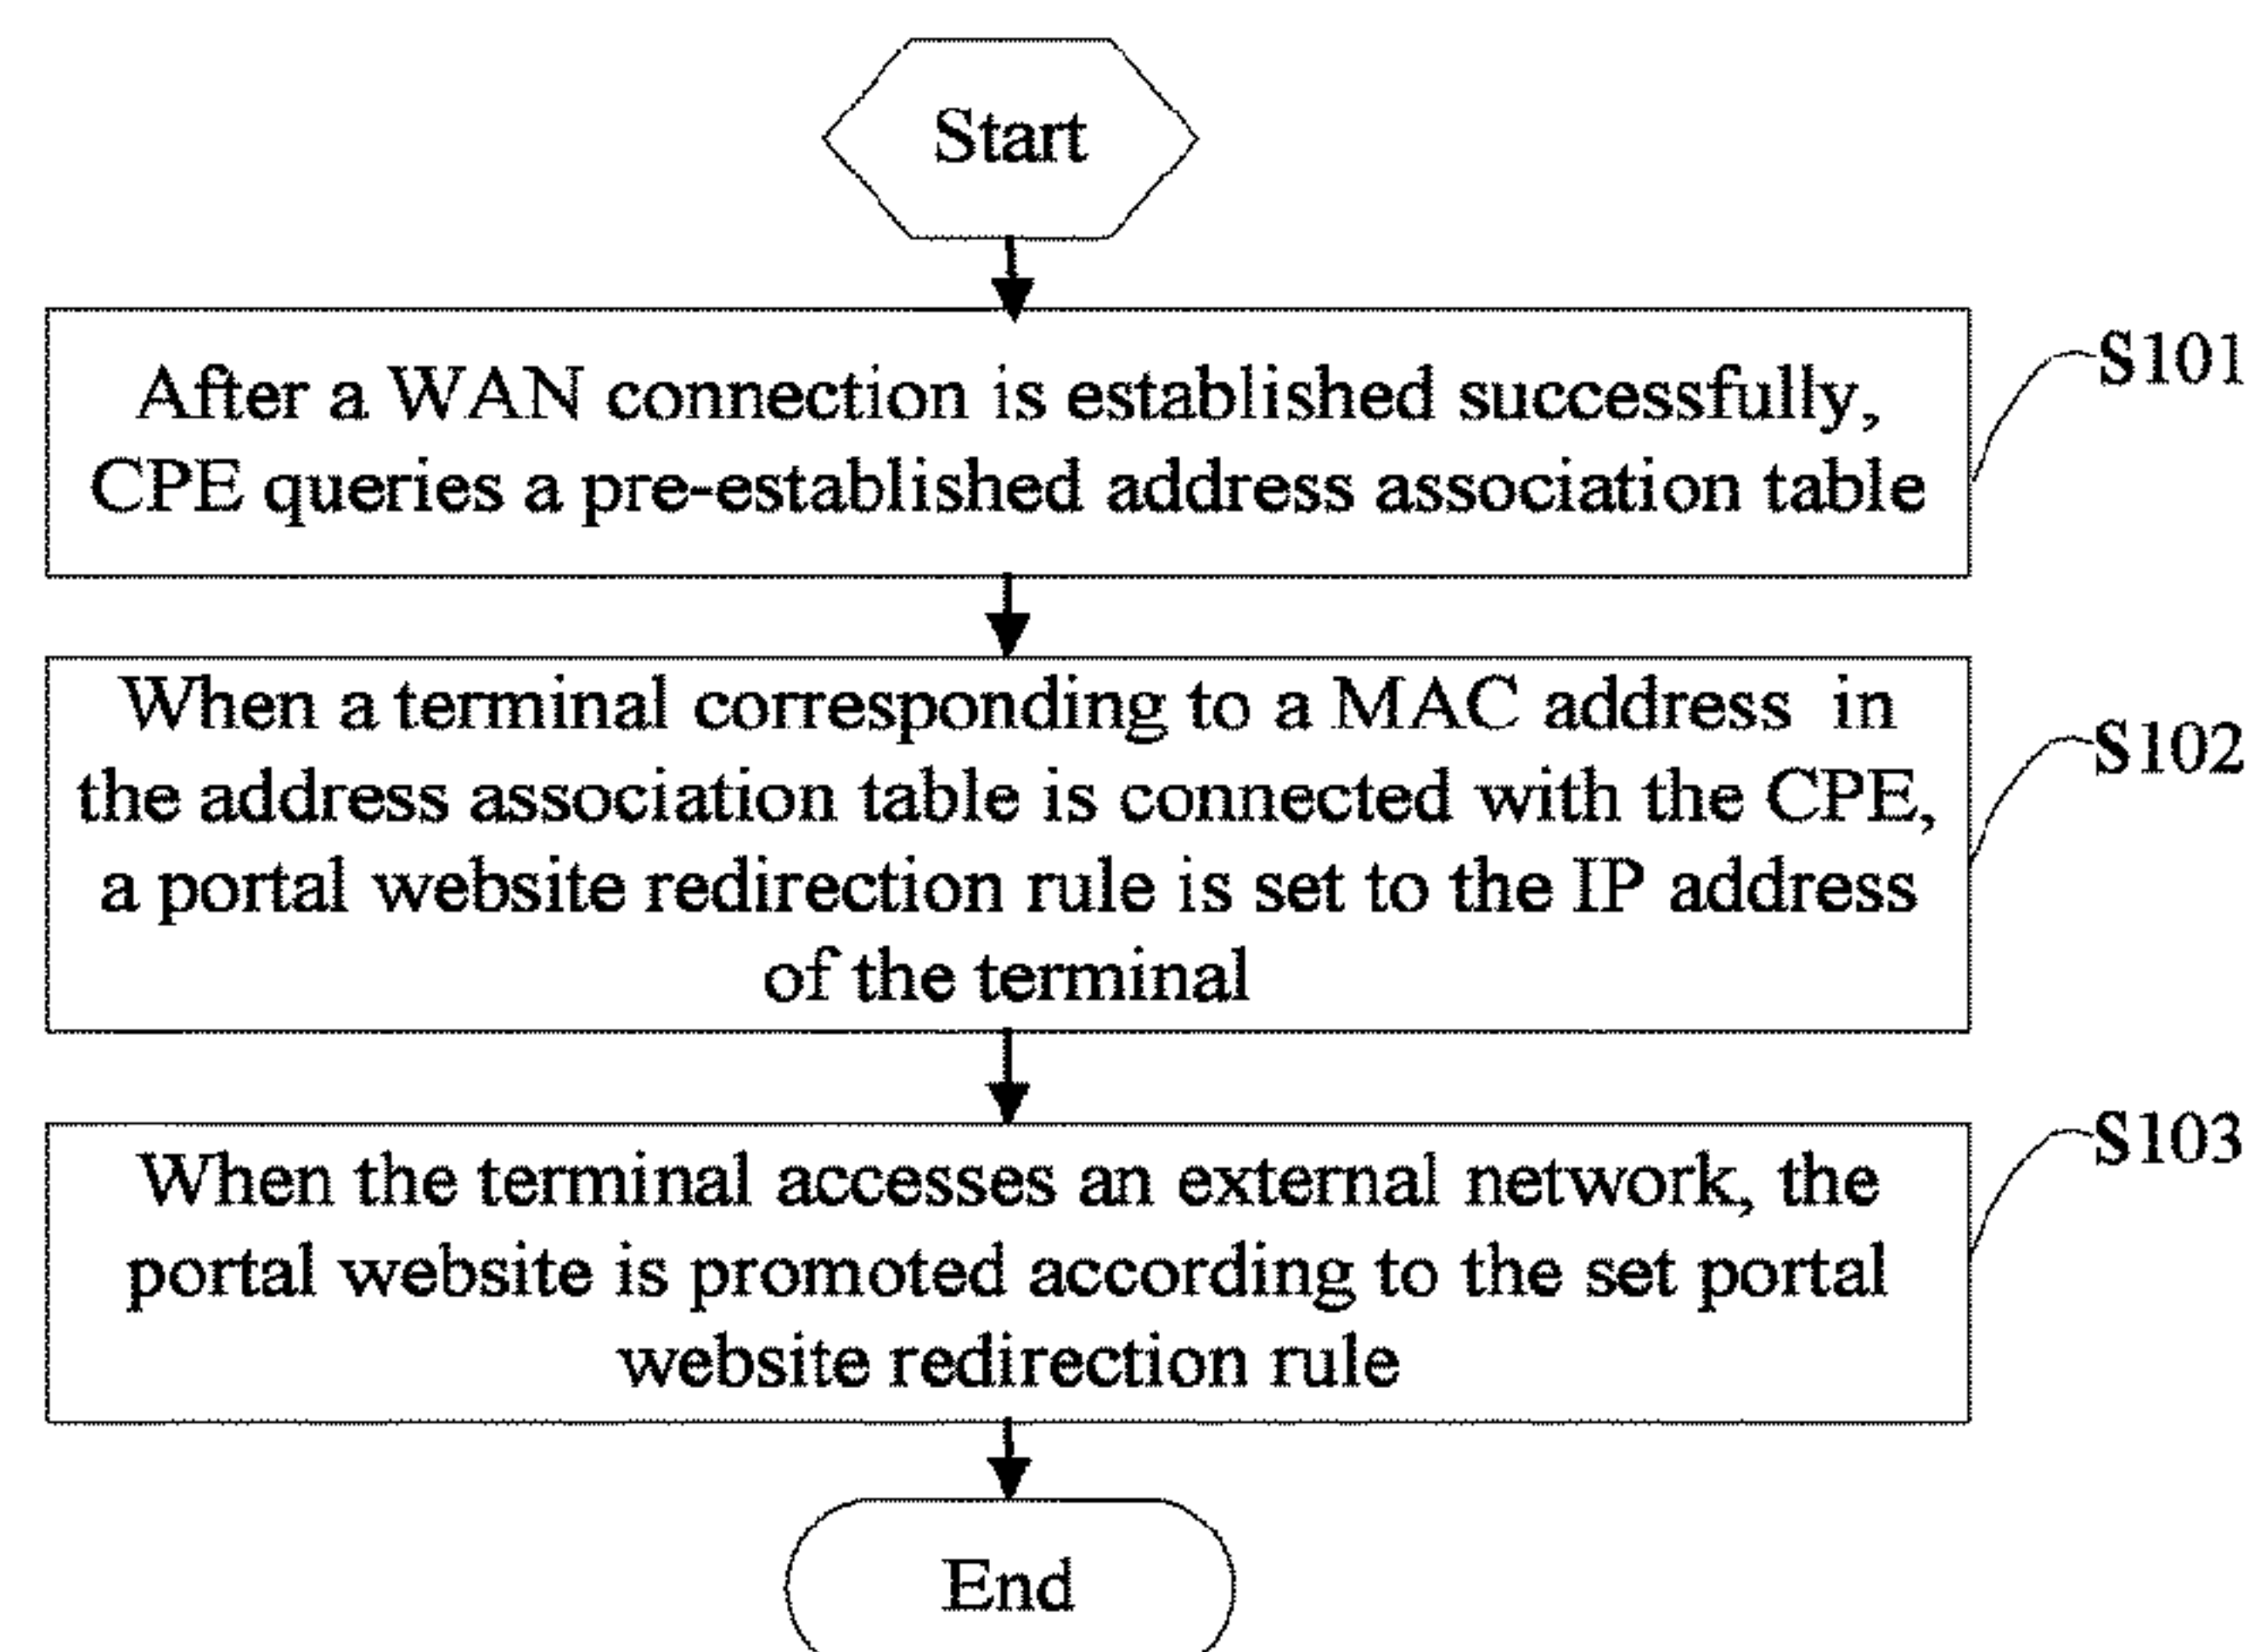 Start
After a WAN connection is established successfully,
CPE queries a pre-established address association table
S101
When a terminal corresponding to a MAC address in
the address association table is connected with the CPE,
a portal website redirection rule is set to the IP address
of the terminal
S102
When the terminal accesses an external network, the
portal website is promoted according to the set portal
website redirection rule
S103
End